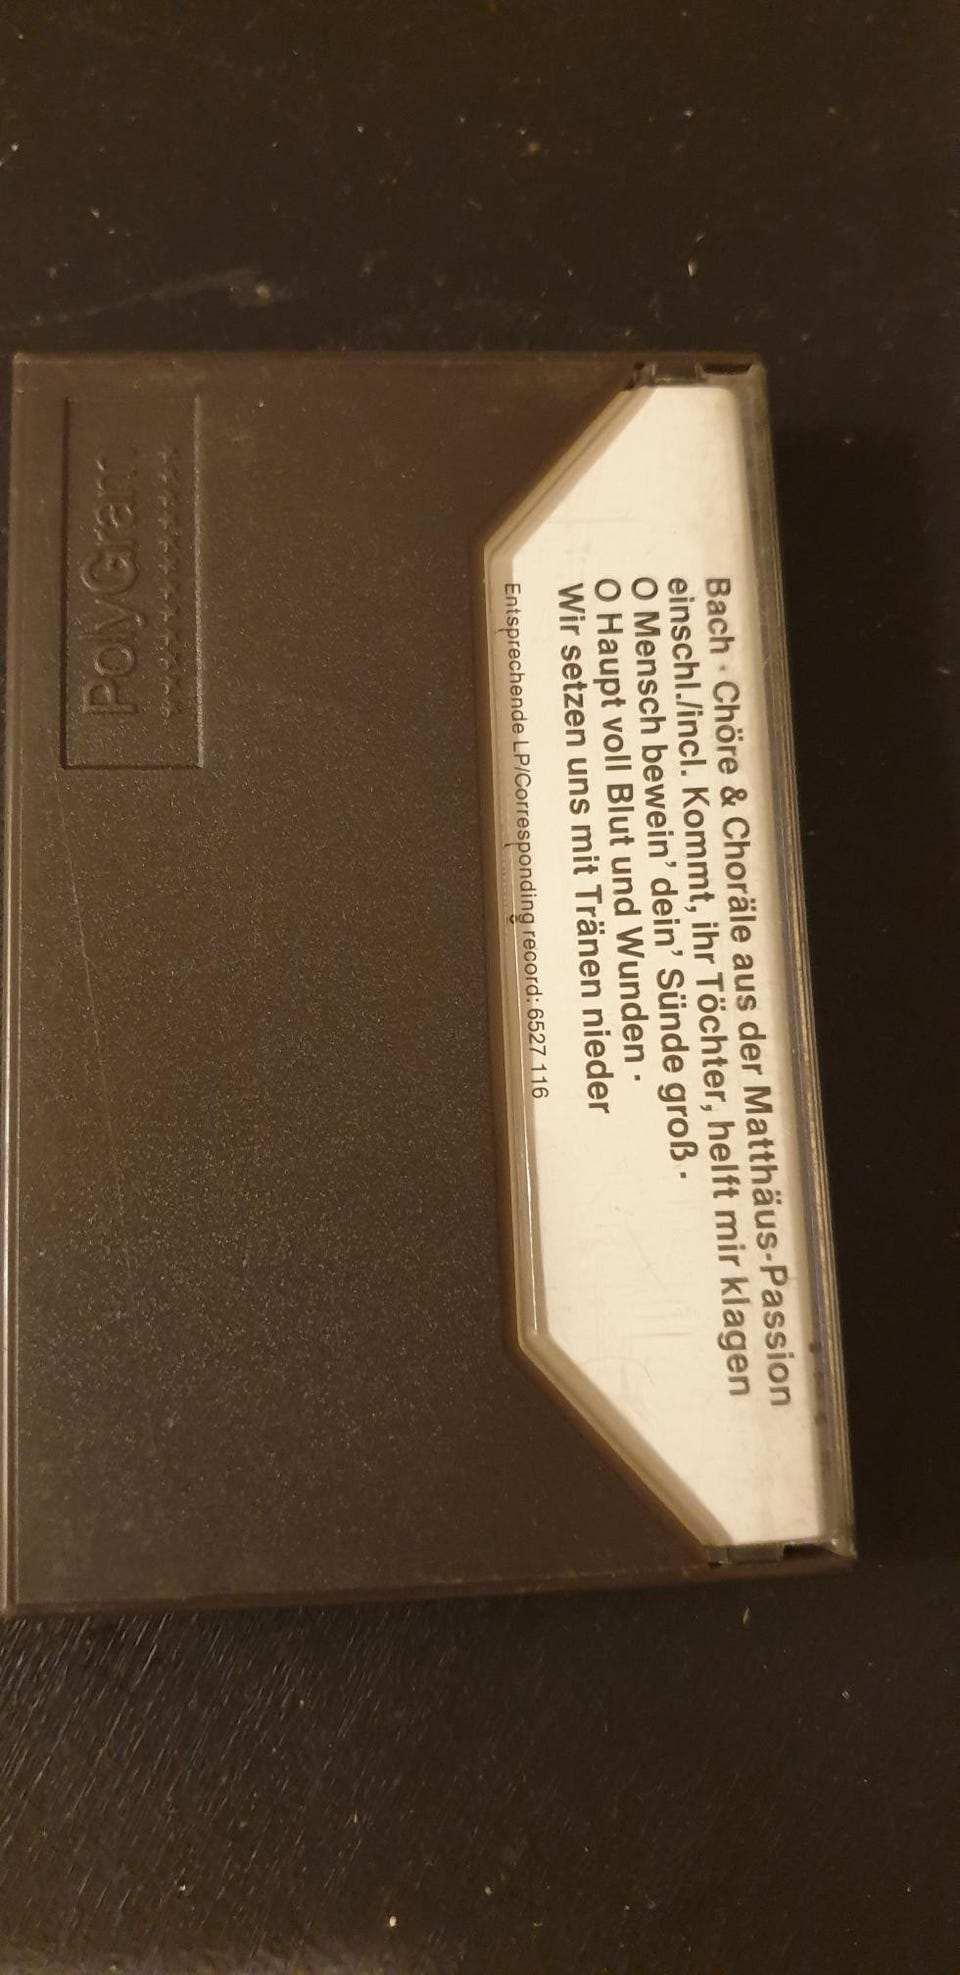 Bach · Chöre & Choräle aus der Matthäus-Passion
einschl./incl. Kommt, ihr Töchter, helft mir klagen
O Mensch bewein' dein' Sünde groß ·
O Haupt voll Blut und Wunden ·
Wir setzen uns mit Tränen nieder
Entsprechende LP/Corresponding record: 6527 116
PolyGram